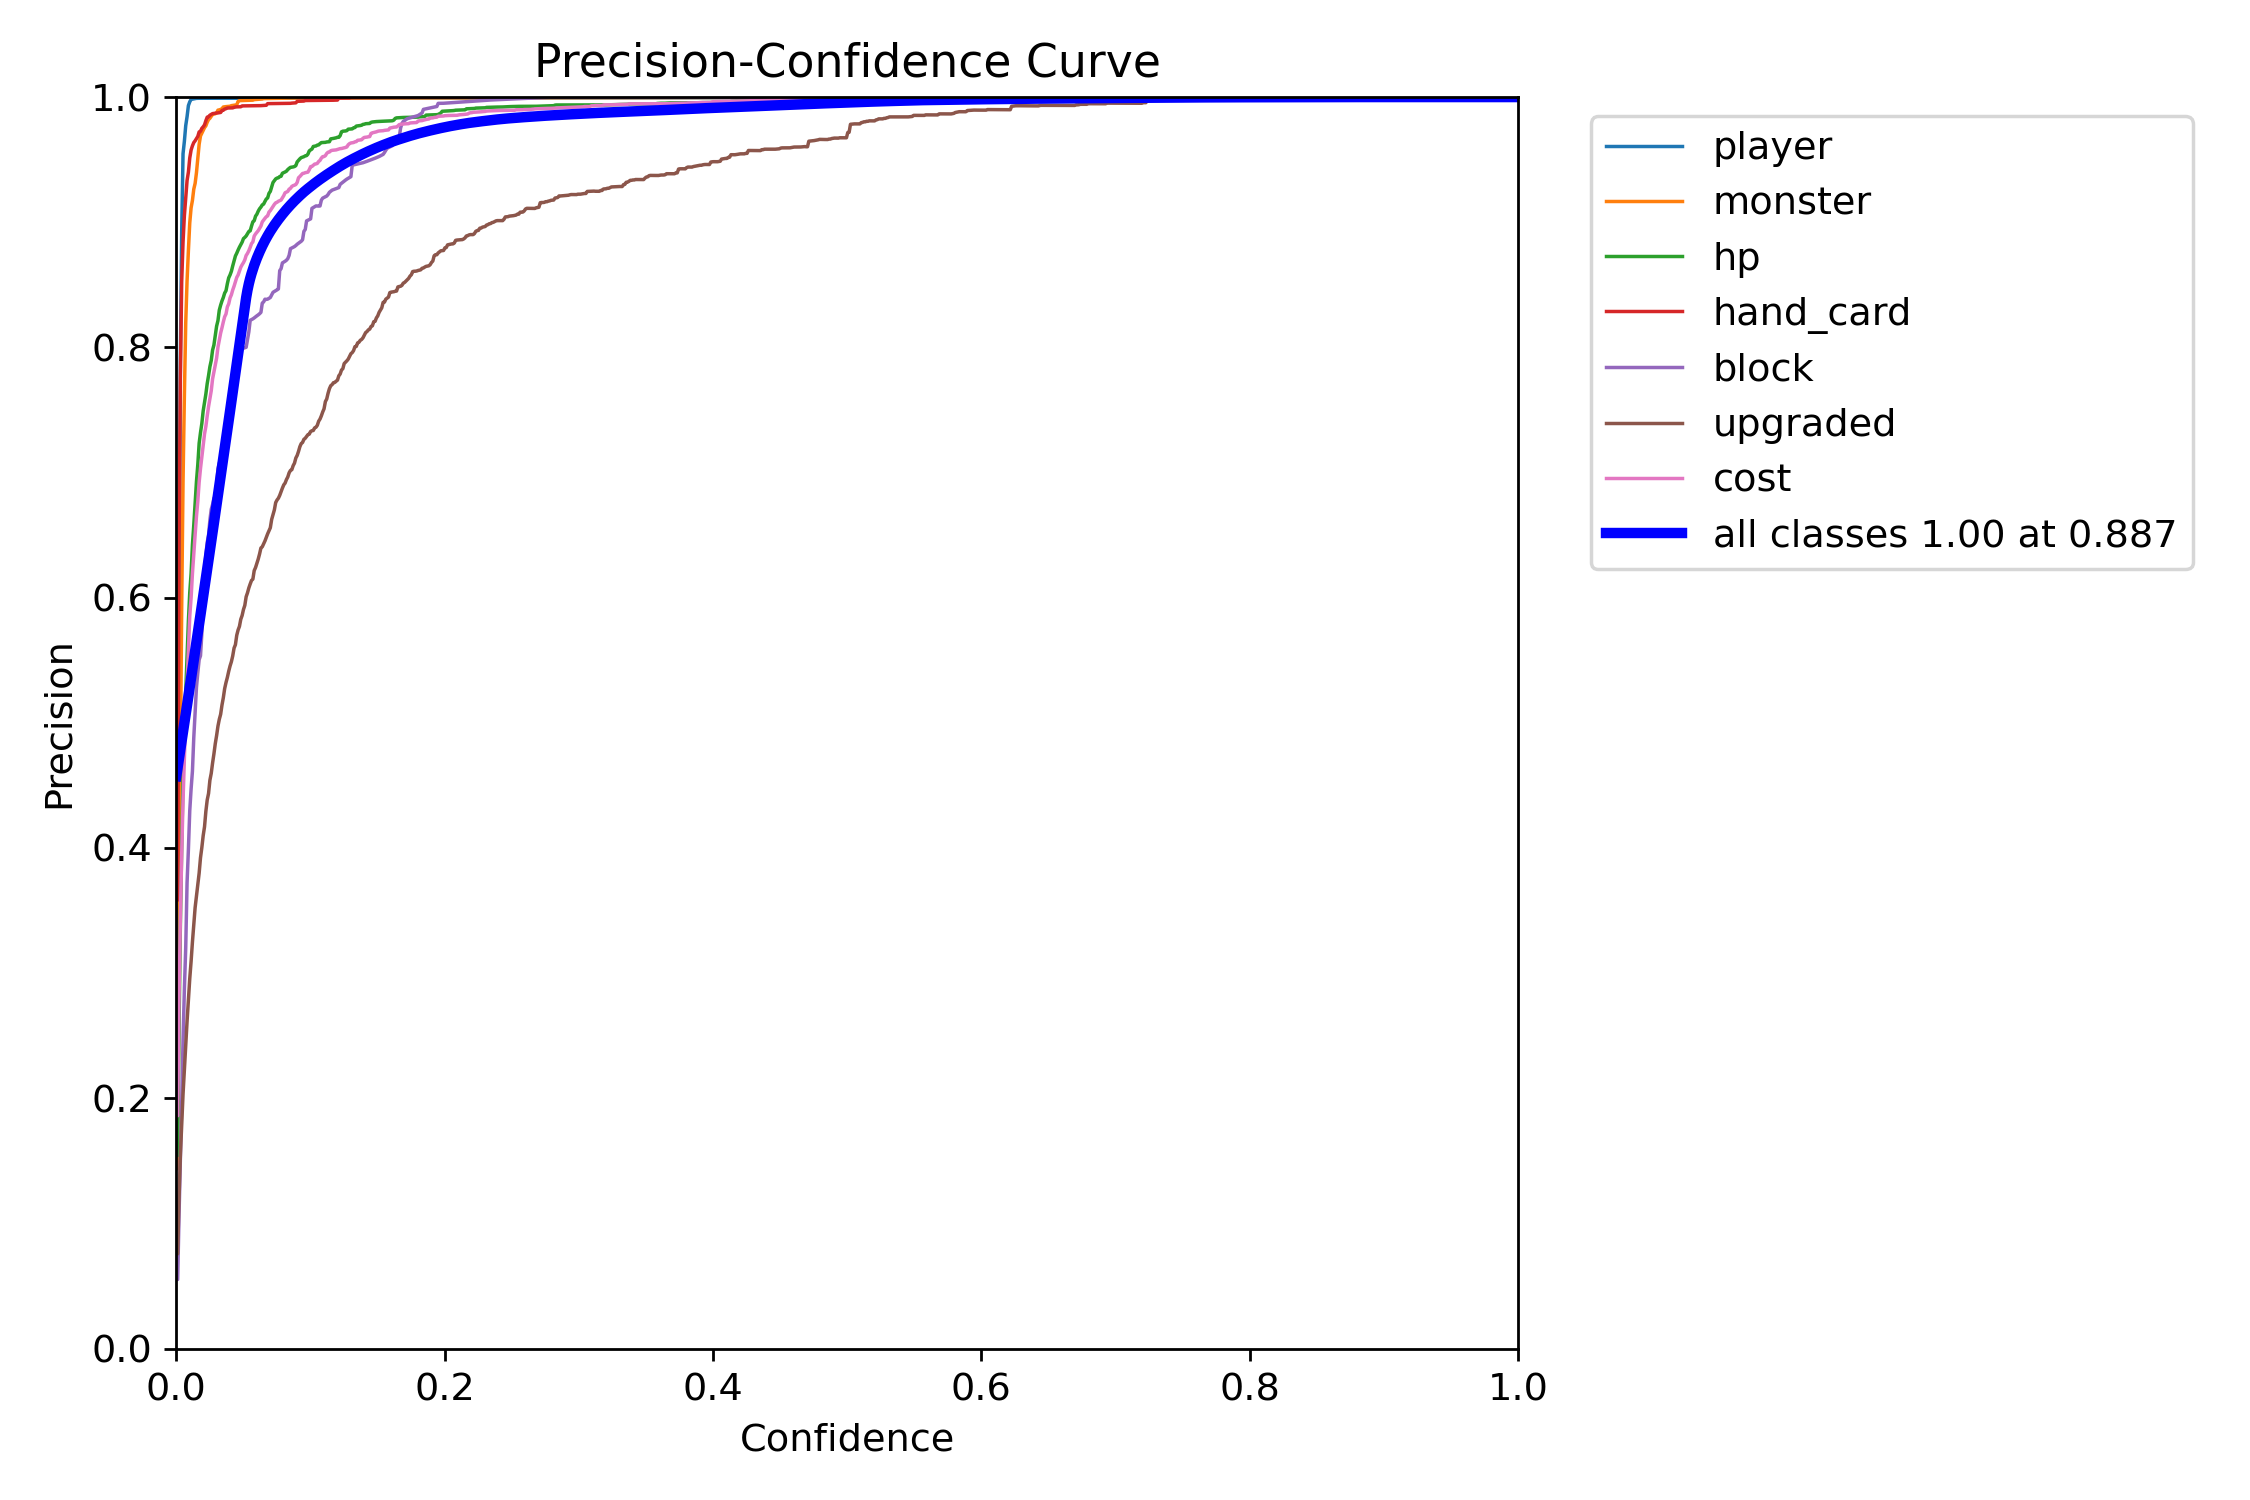 Precision-Confidence Curve
1.0
0.8
0.6
0.4
0.2
0.0
Precision
0.0 0.2 0.4 0.6 0.8 1.0
Confidence
player
monster
hp
hand_card
block
upgraded
cost
all classes 1.00 at 0.887